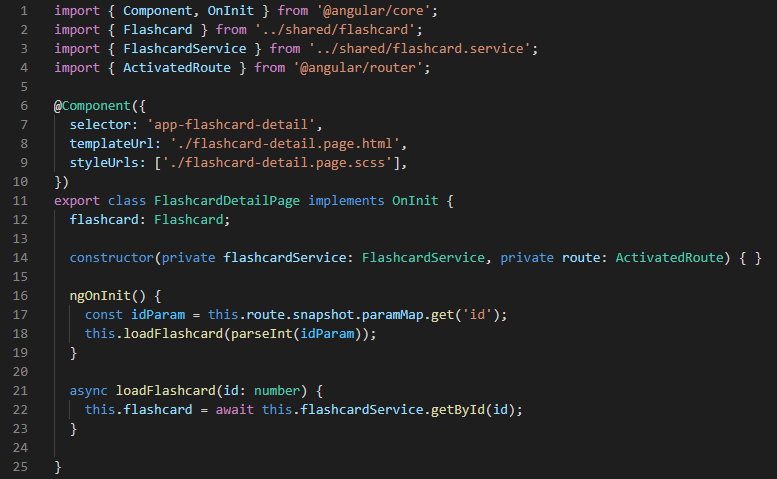 1 import { Component, OnInit } from '@angular/core';
2 import { Flashcard } from '../shared/flashcard';
3 import { FlashcardService } from '../shared/flashcard.service';
4 import { ActivatedRoute } from '@angular/router';
5
6 @Component({
7   selector: 'app-flashcard-detail',
8   templateUrl: './flashcard-detail.page.html',
9   styleUrls: ['./flashcard-detail.page.scss'],
10 })
11 export class FlashcardDetailPage implements OnInit {
12   flashcard: Flashcard;
13
14   constructor(private flashcardService: FlashcardService, private route: ActivatedRoute) { }
15
16   ngOnInit() {
17     const idParam = this.route.snapshot.paramMap.get('id');
18     this.loadFlashcard(parseInt(idParam));
19   }
20
21   async loadFlashcard(id: number) {
22     this.flashcard = await this.flashcardService.getById(id);
23   }
24
25 }